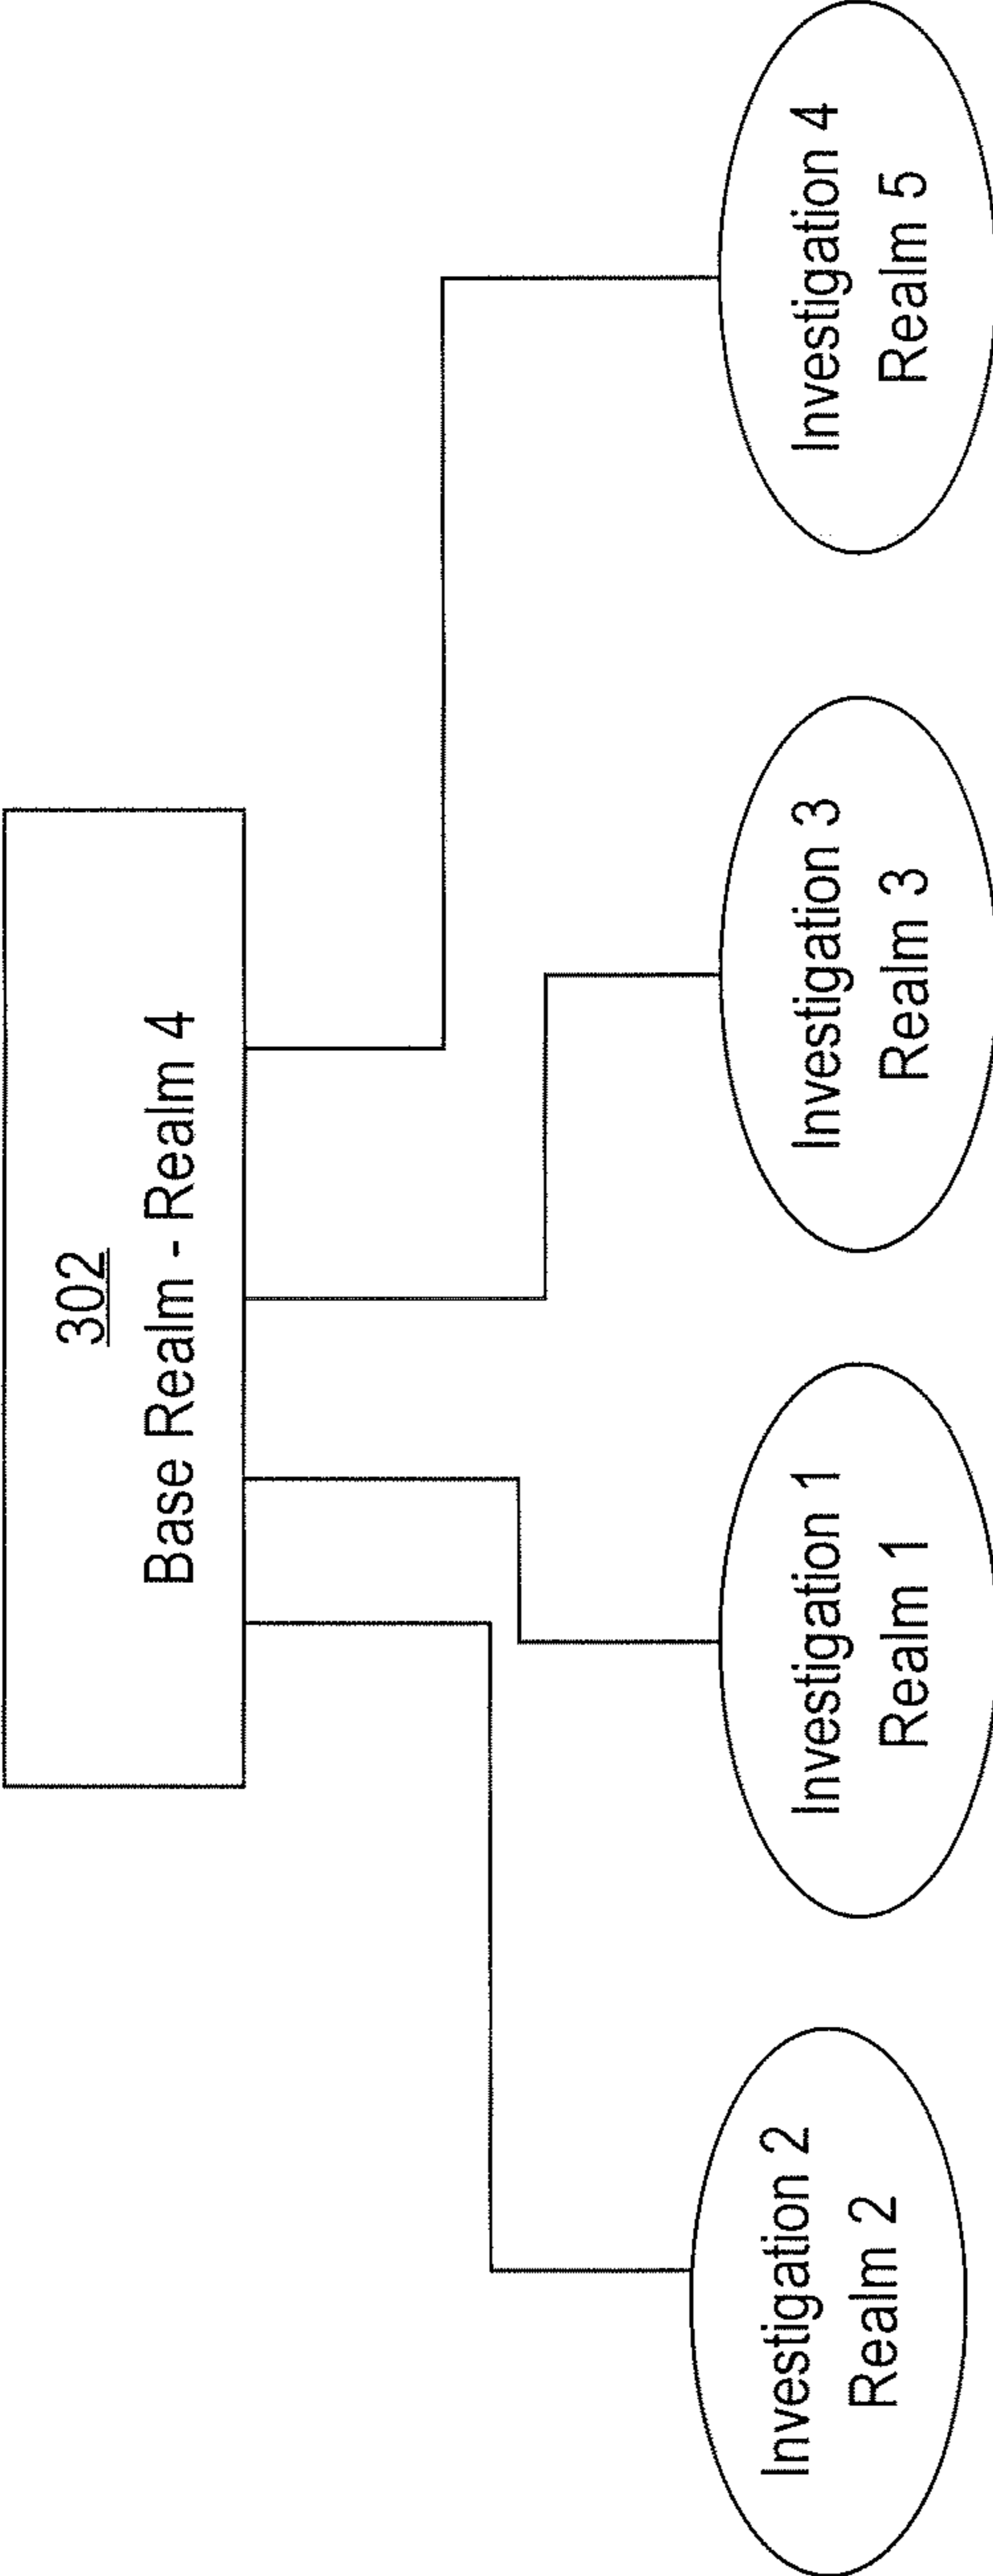 302
Base Realm - Realm 4
Investigation 2
Realm 2
Investigation 1
Realm 1
Investigation 3
Realm 3
Investigation 4
Realm 5